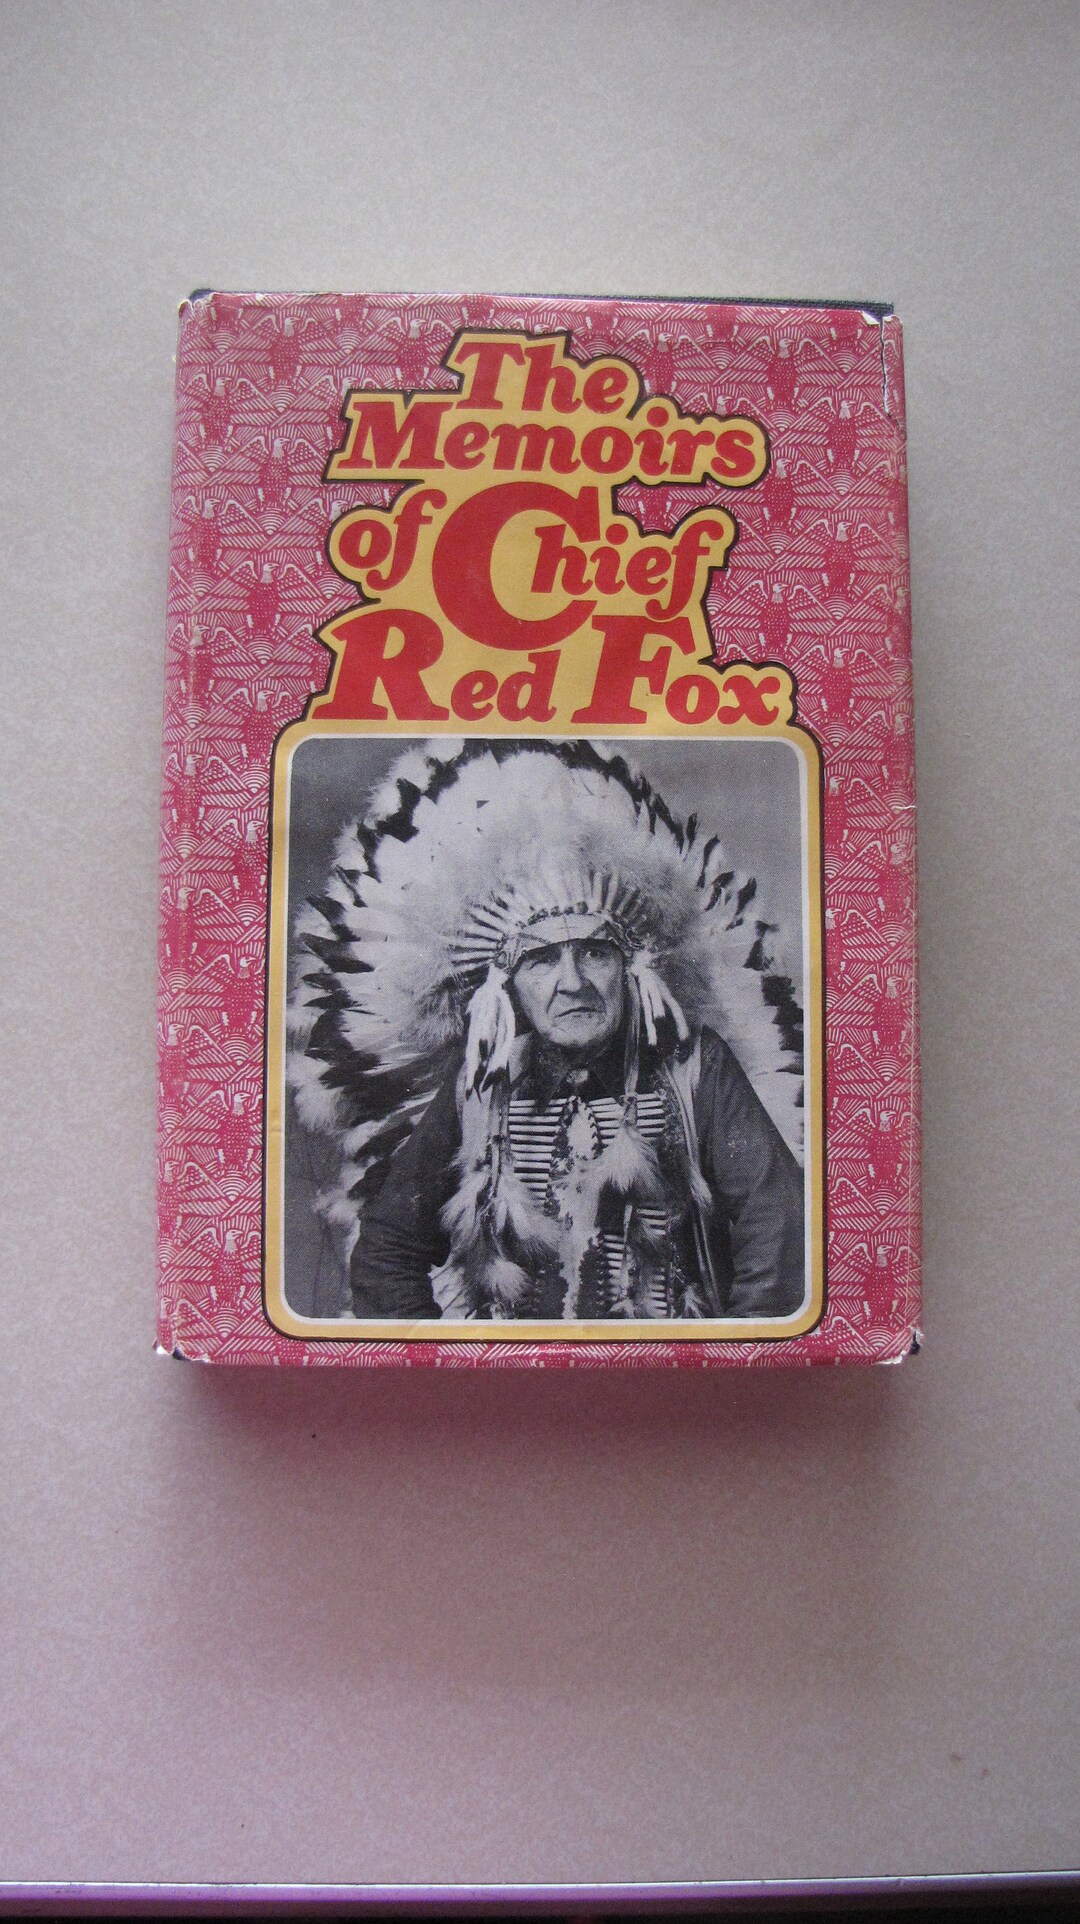 The
Memoirs
of Chief
Red Fox